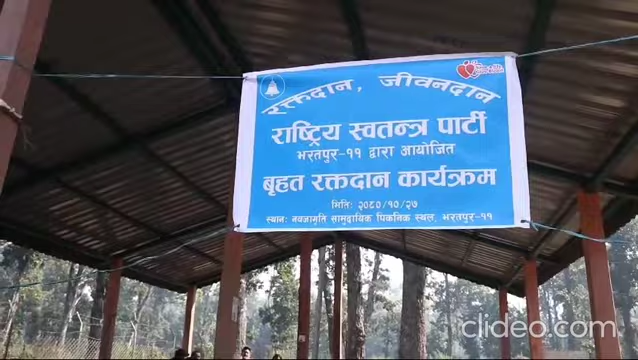 रक्तदान, जीवनदान
राष्ट्रिय स्वतन्त्र पार्टी
भरतपुर-११ द्वारा आयोजित
बृहत रक्तदान कार्यक्रम
मिति: २०८०/१०/२७
स्थान: नवजागृति सामुदायिक पिकनिक स्थल, भरतपुर-११
clideo.com